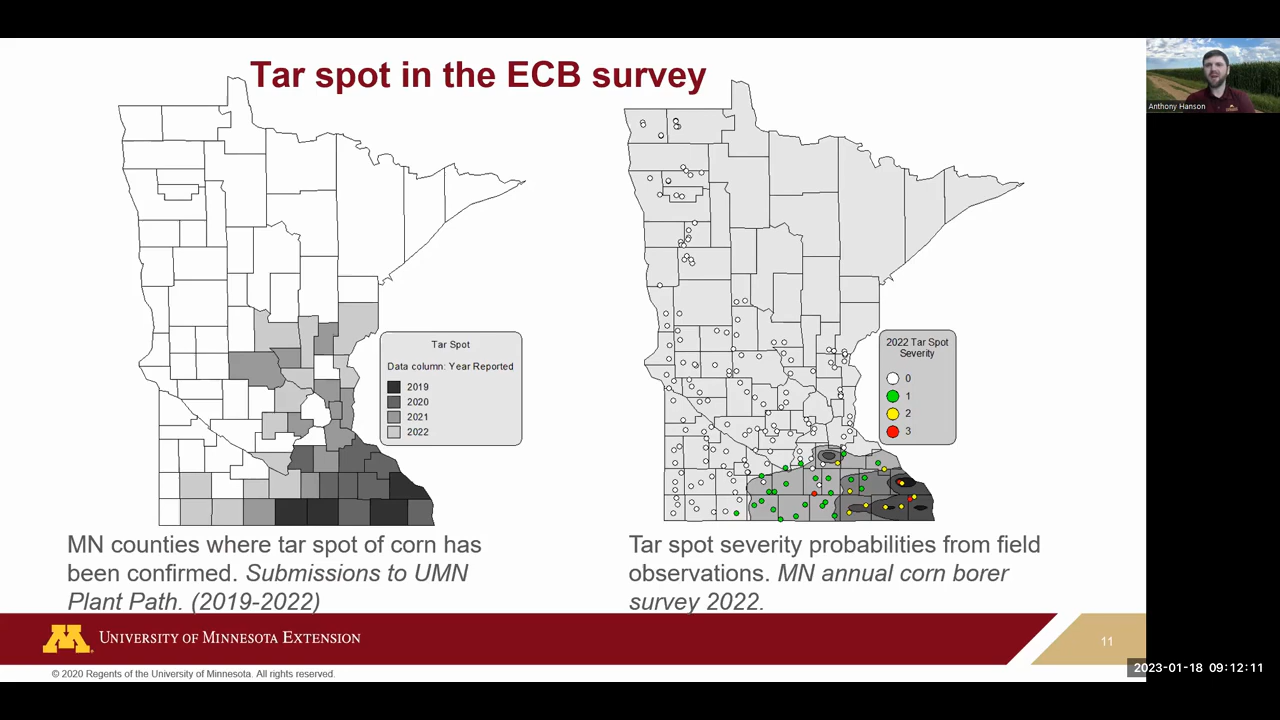 Tar spot in the ECB survey
Anthony Hanson
Tar Spot
Data column: Year Reported
2019
2020
2021
2022
2022 Tar Spot
Severity
0
1
2
3
MN counties where tar spot of corn has
been confirmed. Submissions to UMN
Plant Path. (2019-2022)
Tar spot severity probabilities from field
observations. MN annual corn borer
survey 2022.
M
UNIVERSITY OF MINNESOTA EXTENSION
11
2023-01-18 09:12:11
© 2020 Regents of the University of Minnesota. All rights reserved.